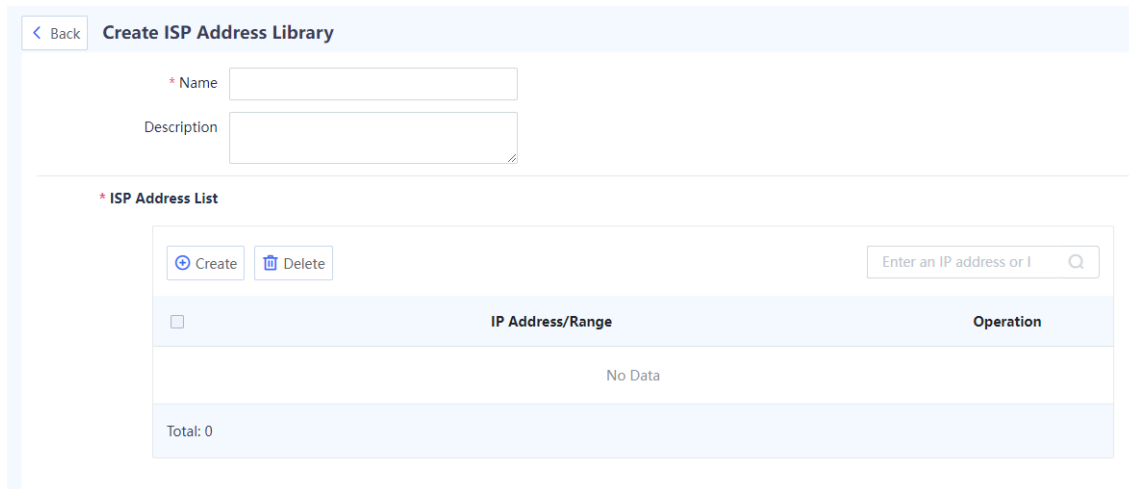 Back Create ISP Address Library
* Name
Description
* ISP Address List
Create Delete Enter an IP address or I
IP Address/Range Operation
No Data
Total: 0